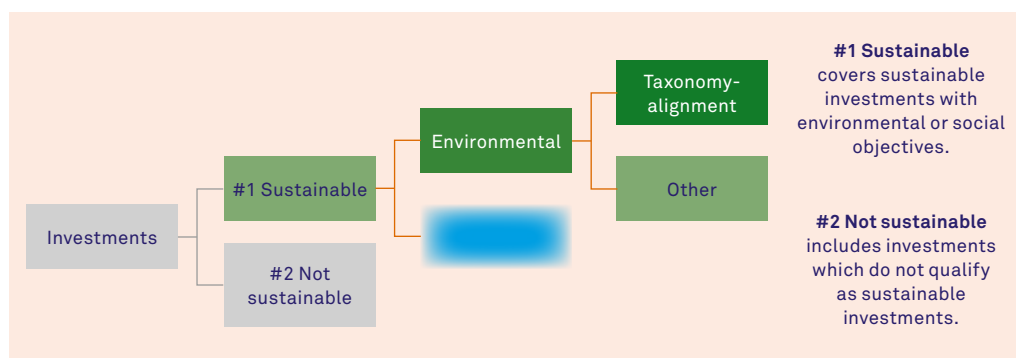 Investments
#1 Sustainable
#2 Not
sustainable
Environmental
Taxonomy-
alignment
Other
#1 Sustainable
covers sustainable
investments with
environmental or social
objectives.
#2 Not sustainable
includes investments
which do not qualify
as sustainable
investments.